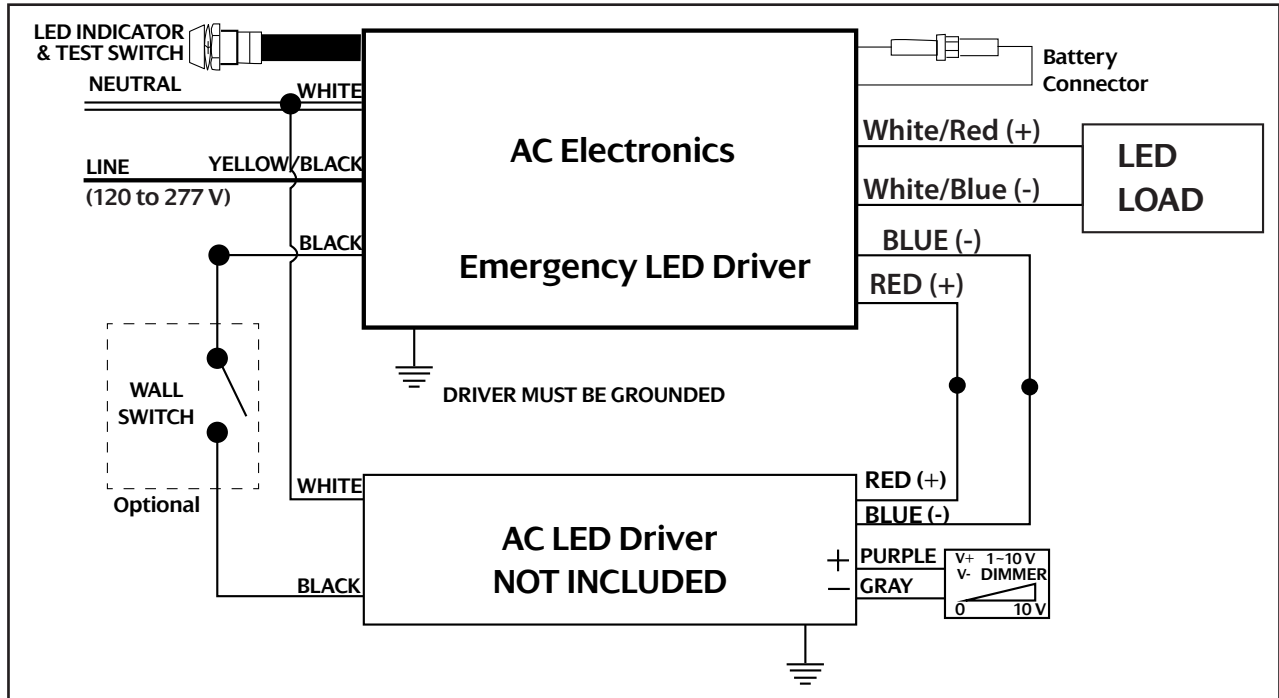 LED INDICATOR
& TEST SWITCH
NEUTRAL
WHITE
LINE
YELLOW/BLACK
(120 to 277 V)
BLACK
AC Electronics
Emergency LED Driver
Battery
Connector
White/Red (+)
White/Blue (-)
LED
LOAD
BLUE (-)
RED (+)
DRIVER MUST BE GROUNDED
WALL
SWITCH
Optional
WHITE
BLACK
AC LED Driver
NOT INCLUDED
RED (+)
BLUE (-)
+ PURPLE
— GRAY
V+ 1~10 V
V- DIMMER
0 10 V